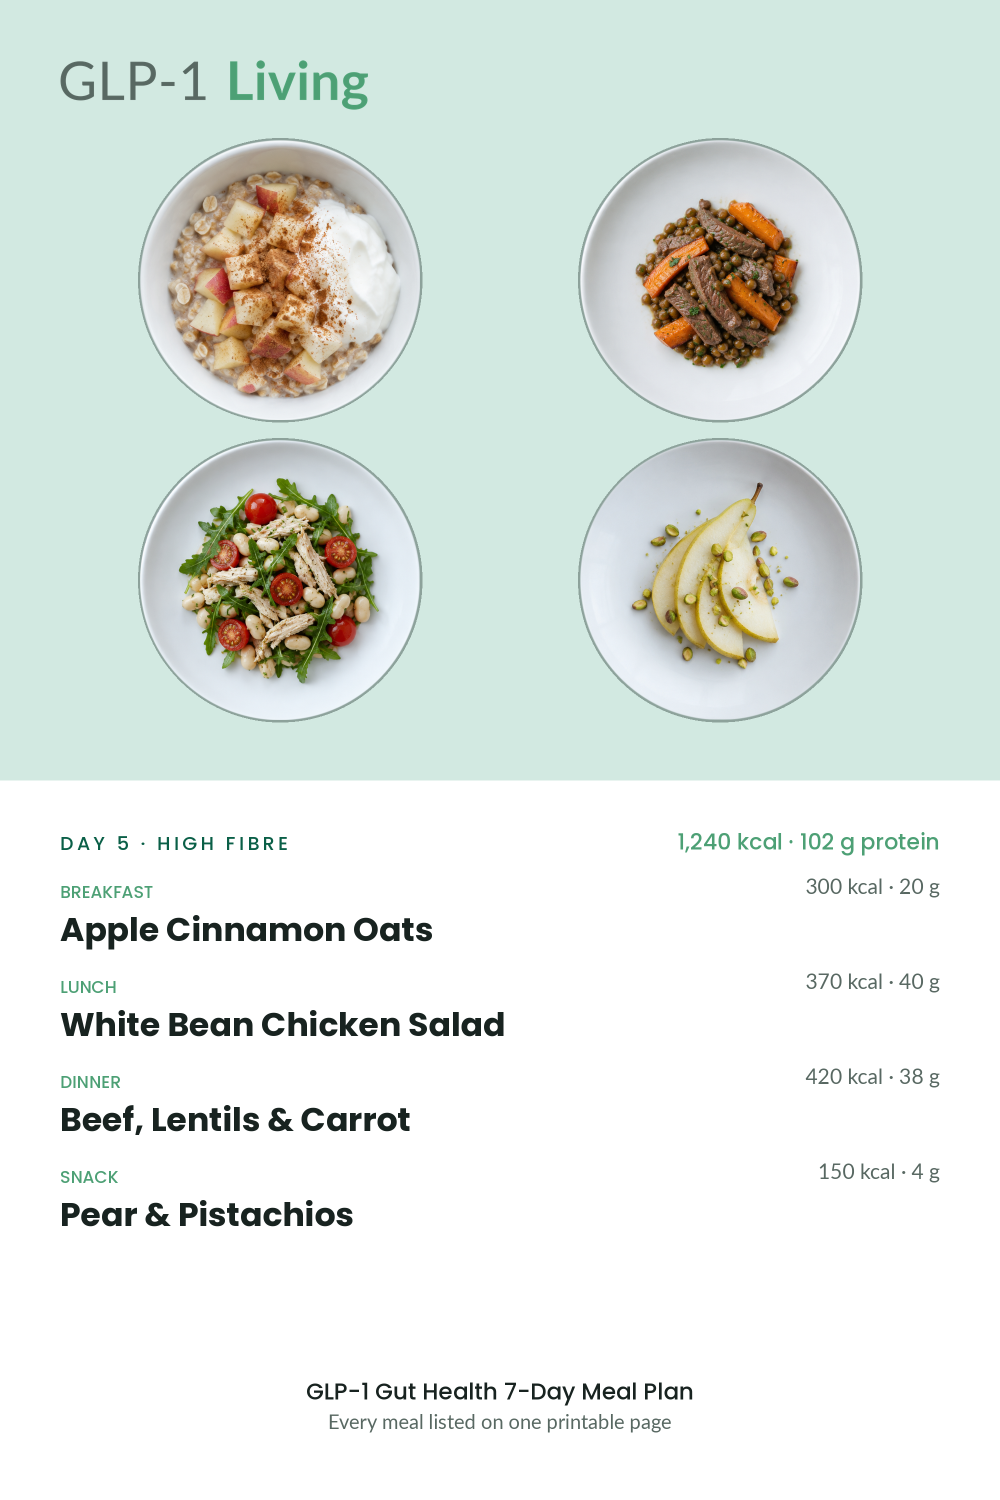 GLP-1 Living
DAY 5 · HIGH FIBRE
1,240 kcal · 102 g protein
BREAKFAST
300 kcal · 20 g
Apple Cinnamon Oats
LUNCH
370 kcal · 40 g
White Bean Chicken Salad
DINNER
420 kcal · 38 g
Beef, Lentils & Carrot
SNACK
150 kcal · 4 g
Pear & Pistachios
GLP-1 Gut Health 7-Day Meal Plan
Every meal listed on one printable page